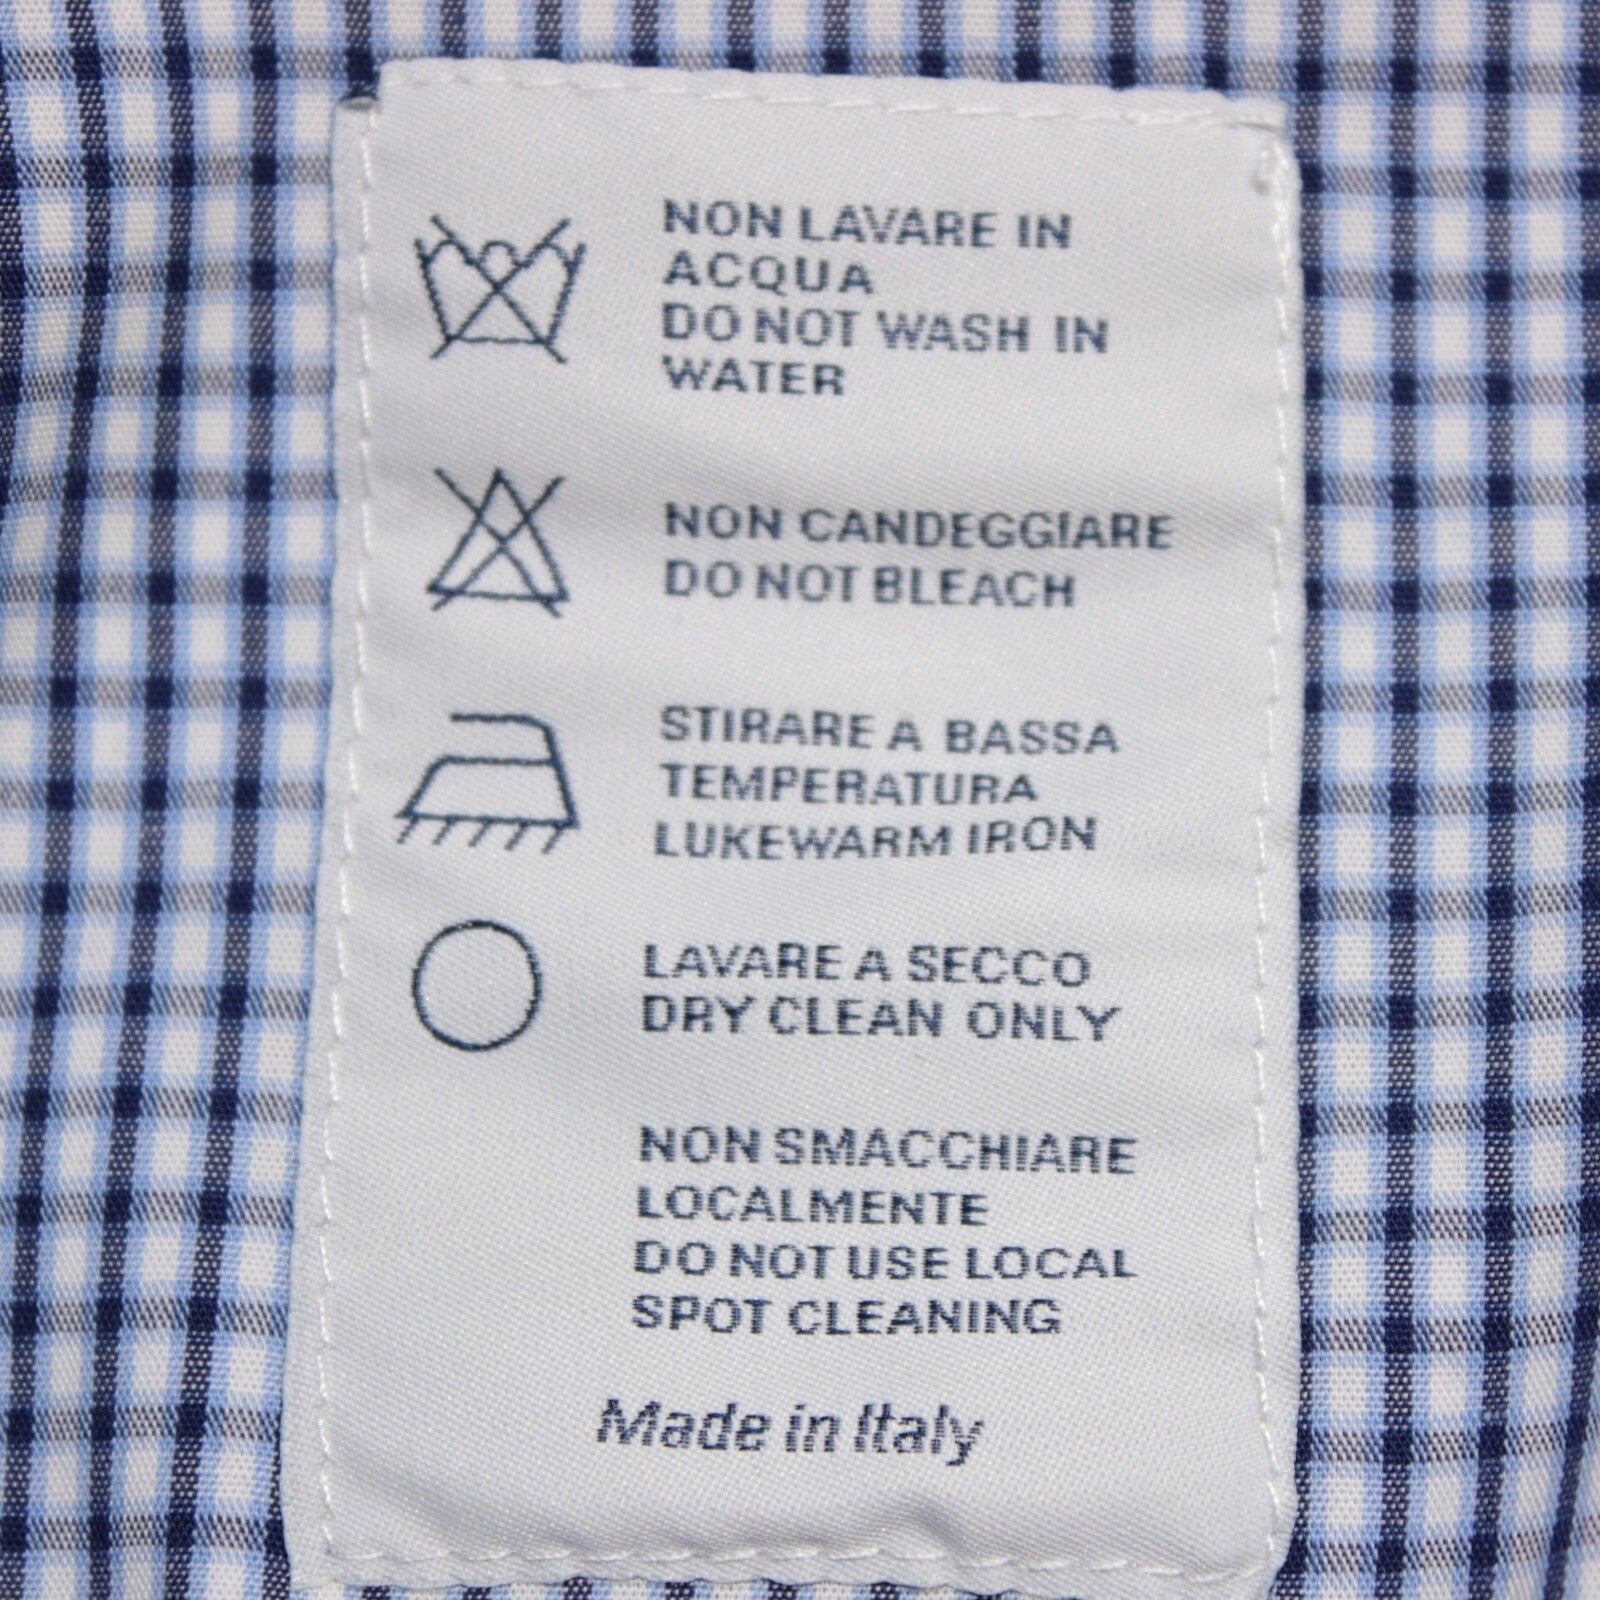 NON LAVARE IN
ACQUA
DO NOT WASH IN
WATER
NON CANDEGGIARE
DO NOT BLEACH
STIRARE A BASSA
TEMPERATURA
LUKEWARM IRON
LAVARE A SECCO
DRY CLEAN ONLY
NON SMACCHIARE
LOCALMENTE
DO NOT USE LOCAL
SPOT CLEANING
Made in Italy